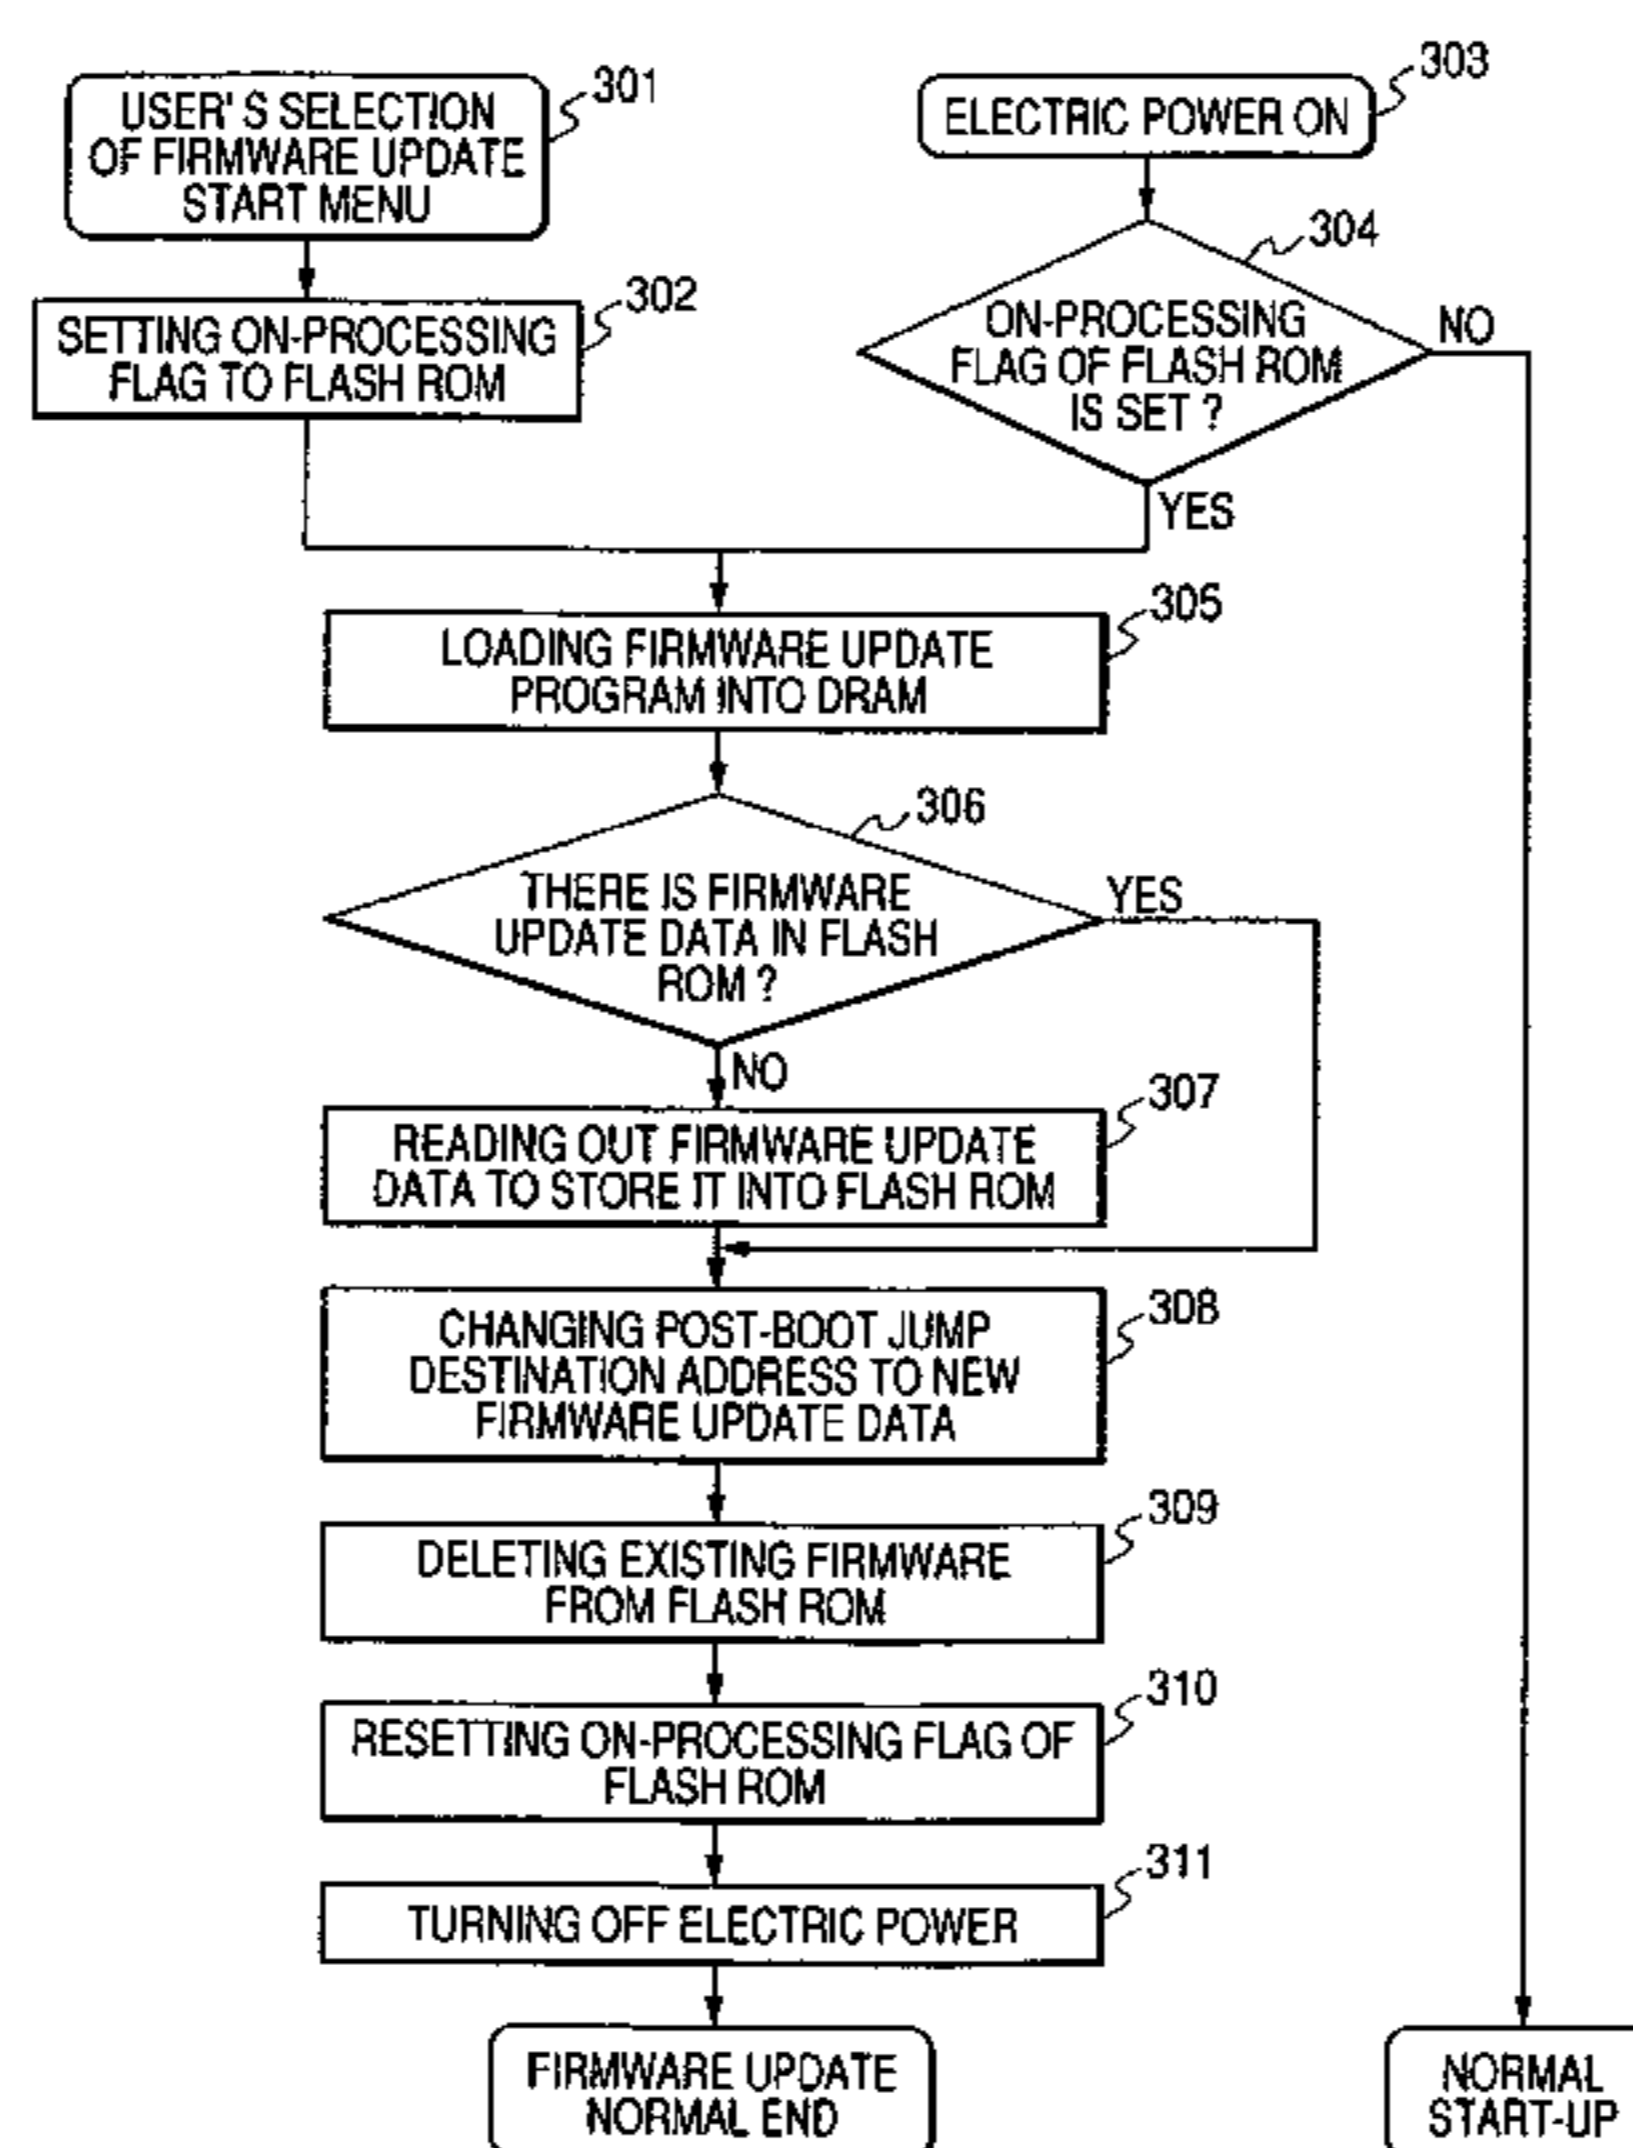 301
USER'S SELECTION
OF FIRMWARE UPDATE
START MENU
302
SETTING ON-PROCESSING
FLAG TO FLASH ROM
303
ELECTRIC POWER ON
304
ON-PROCESSING
FLAG OF FLASH ROM
IS SET ?
NO
YES
305
LOADING FIRMWARE UPDATE
PROGRAM INTO DRAM
306
THERE IS FIRMWARE
UPDATE DATA IN FLASH
ROM ?
YES
NO
307
READING OUT FIRMWARE UPDATE
DATA TO STORE IT INTO FLASH ROM
308
CHANGING POST-BOOT JUMP
DESTINATION ADDRESS TO NEW
FIRMWARE UPDATE DATA
309
DELETING EXISTING FIRMWARE
FROM FLASH ROM
310
RESETTING ON-PROCESSING FLAG OF
FLASH ROM
311
TURNING OFF ELECTRIC POWER
FIRMWARE UPDATE
NORMAL END
NORMAL
START-UP